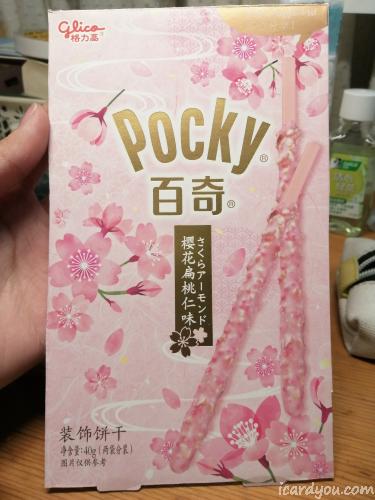 Glico
格力高
Pocky®
百奇®
さくらアーモンド
樱花扁桃仁味
装饰饼干
净含量:40g(两袋分装)
图片仅供参考
icardyou.com